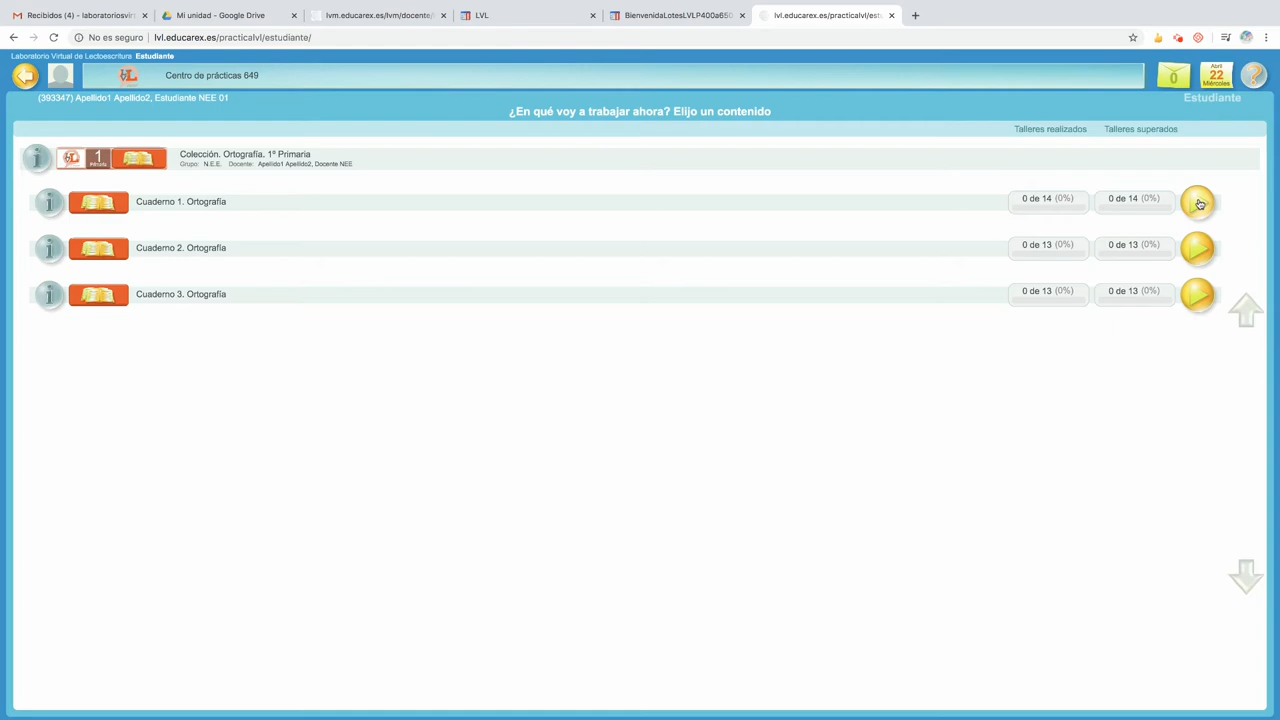 Recibidos (4) - laboratoriosvir
Mi unidad - Google Drive
lvm.educarex.es/lvm/docente/
LVL
BienvenidaLotesLVLP400a650
lvl.educarex.es/practicalvl/est
No es seguro
lvl.educarex.es/practicalvl/estudiante/
Laboratorio Virtual de Lectoescritura Estudiante
Centro de prácticas 649
0
Abril
22
Miércoles
?
(393347) Apellido1 Apellido2, Estudiante NEE 01
Estudiante
¿En qué voy a trabajar ahora? Elijo un contenido
Talleres realizados Talleres superados
1
Primaria
Colección. Ortografía. 1º Primaria
Grupo: N.E.E. Docente: Apellido1 Apellido2, Docente NEE
Cuaderno 1. Ortografía 0 de 14 (0%) 0 de 14 (0%)
Cuaderno 2. Ortografía 0 de 13 (0%) 0 de 13 (0%)
Cuaderno 3. Ortografía 0 de 13 (0%) 0 de 13 (0%)